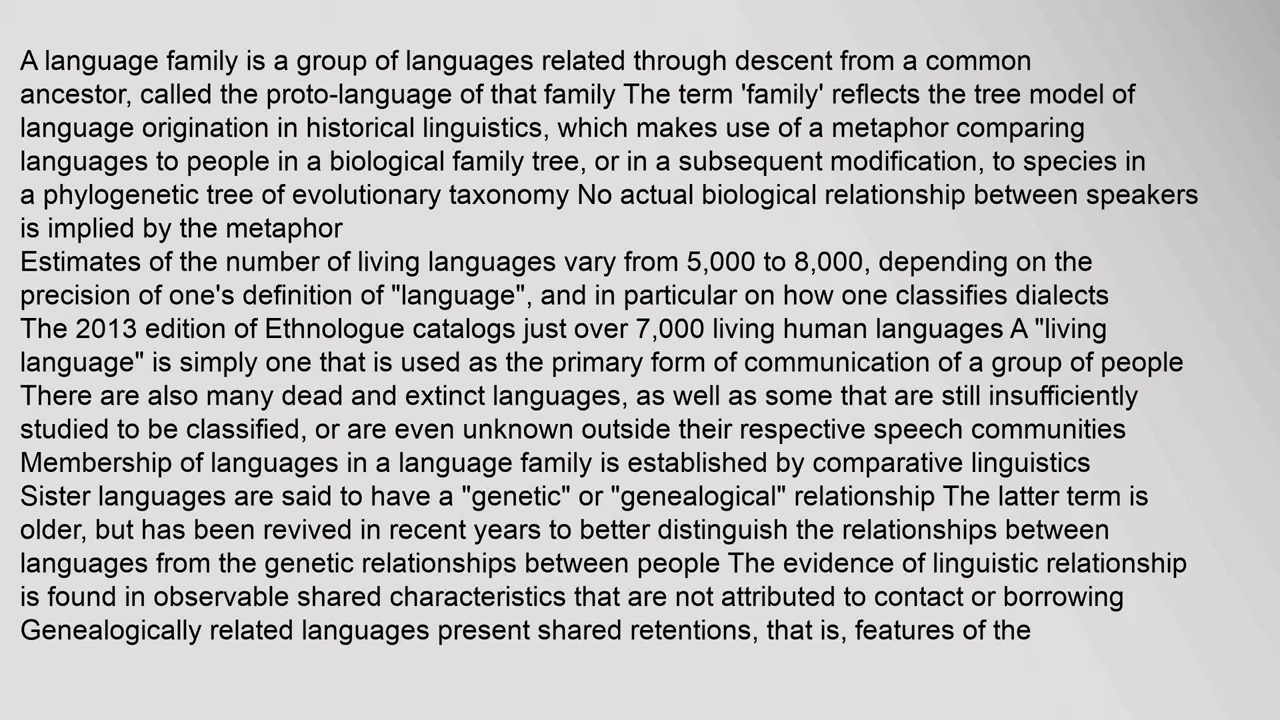 A language family is a group of languages related through descent from a common
ancestor, called the proto-language of that family The term 'family' reflects the tree model of
language origination in historical linguistics, which makes use of a metaphor comparing
languages to people in a biological family tree, or in a subsequent modification, to species in
a phylogenetic tree of evolutionary taxonomy No actual biological relationship between speakers
is implied by the metaphor
Estimates of the number of living languages vary from 5,000 to 8,000, depending on the
precision of one's definition of "language", and in particular on how one classifies dialects
The 2013 edition of Ethnologue catalogs just over 7,000 living human languages A "living
language" is simply one that is used as the primary form of communication of a group of people
There are also many dead and extinct languages, as well as some that are still insufficiently
studied to be classified, or are even unknown outside their respective speech communities
Membership of languages in a language family is established by comparative linguistics
Sister languages are said to have a "genetic" or "genealogical" relationship The latter term is
older, but has been revived in recent years to better distinguish the relationships between
languages from the genetic relationships between people The evidence of linguistic relationship
is found in observable shared characteristics that are not attributed to contact or borrowing
Genealogically related languages present shared retentions, that is, features of the